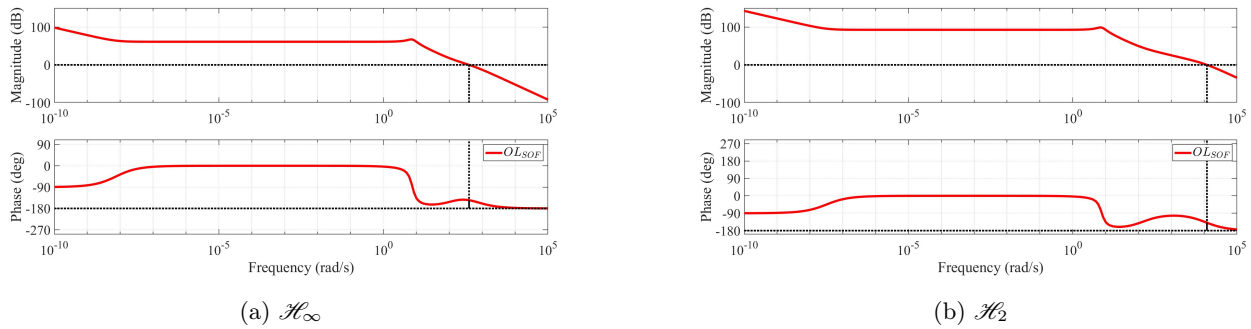 Magnitude (dB)
100
0
-100
10^-10 10^-5 10^0 10^5
Phase (deg)
90
0
-90
-180
-270
OL_SOF
10^-10 10^-5 10^0 10^5
Frequency (rad/s)
(a) ℋ∞
Magnitude (dB)
100
0
-100
10^-10 10^-5 10^0 10^5
Phase (deg)
270
180
90
0
-90
-180
OL_SOF
10^-10 10^-5 10^0 10^5
Frequency (rad/s)
(b) ℋ2